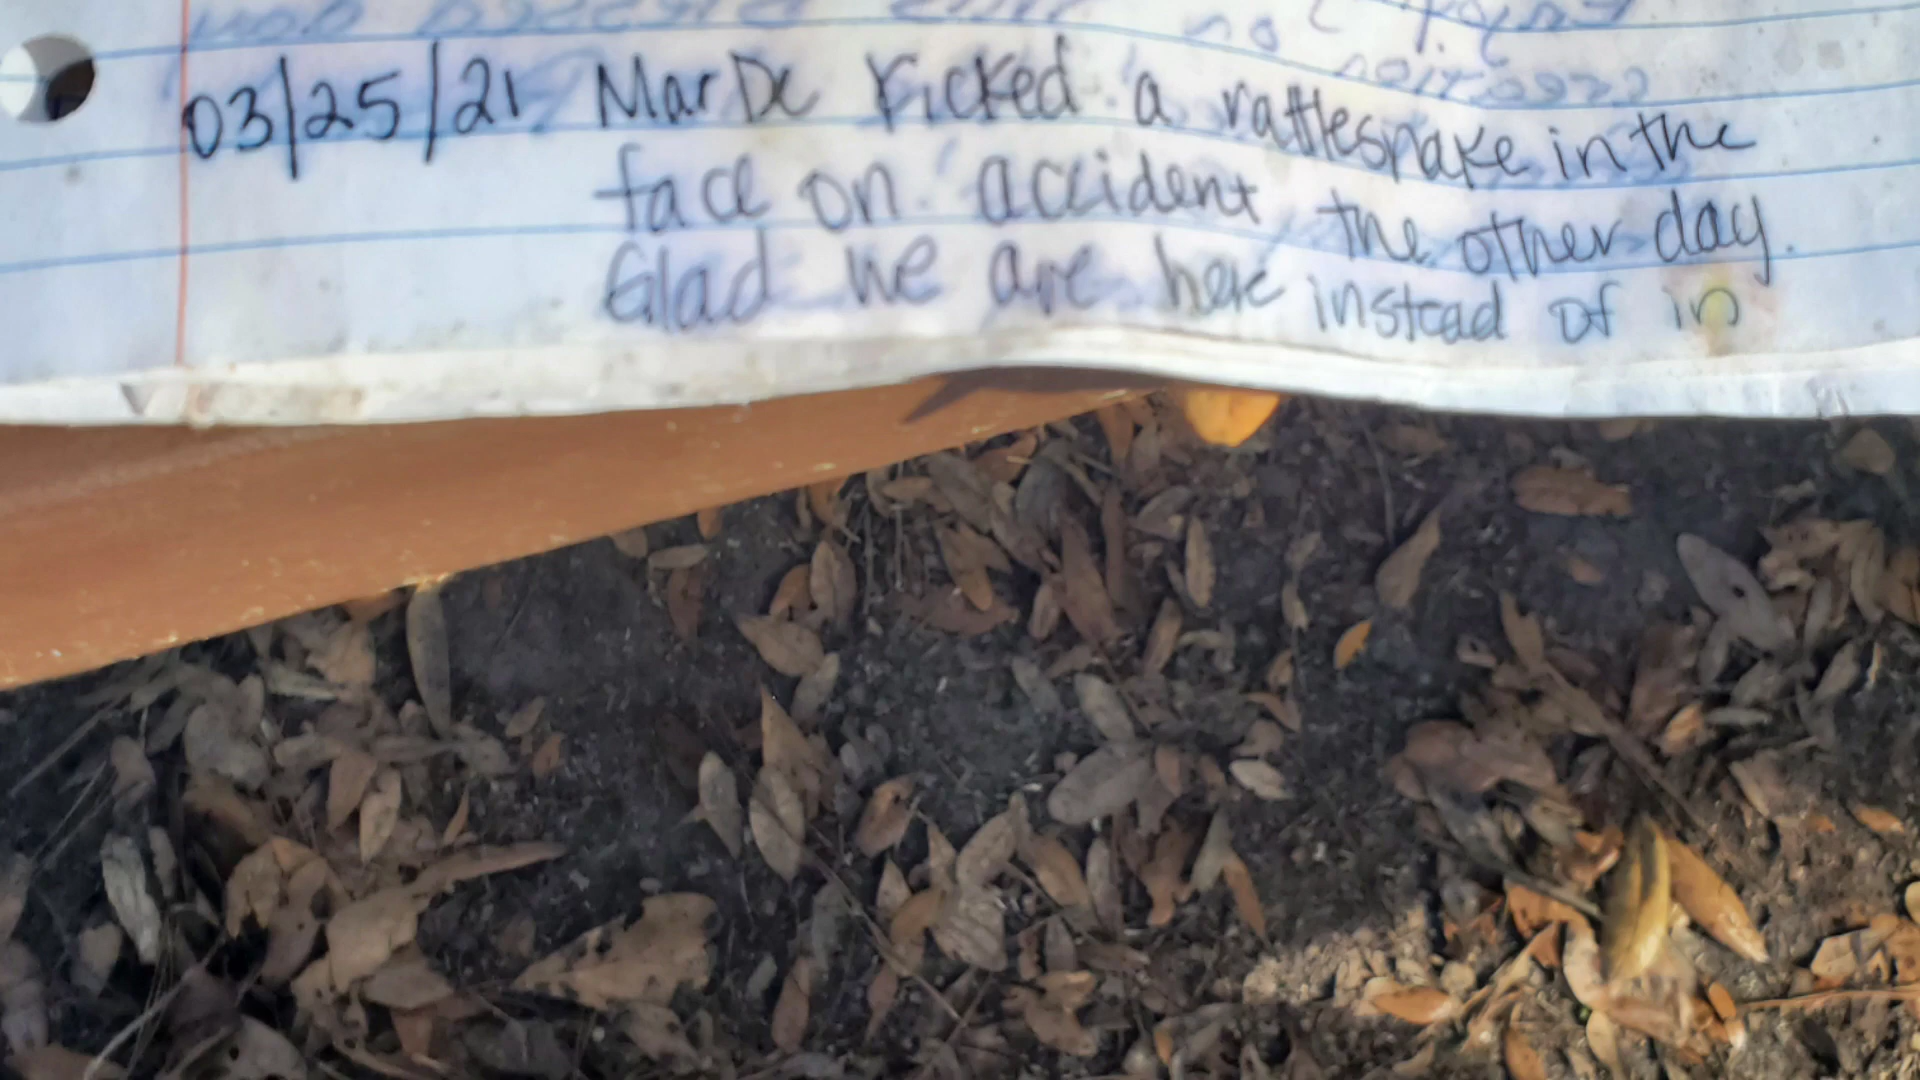 03/25/21 MarDe kicked a rattlesnake in the
face on accident the other day.
Glad we are here instead of in